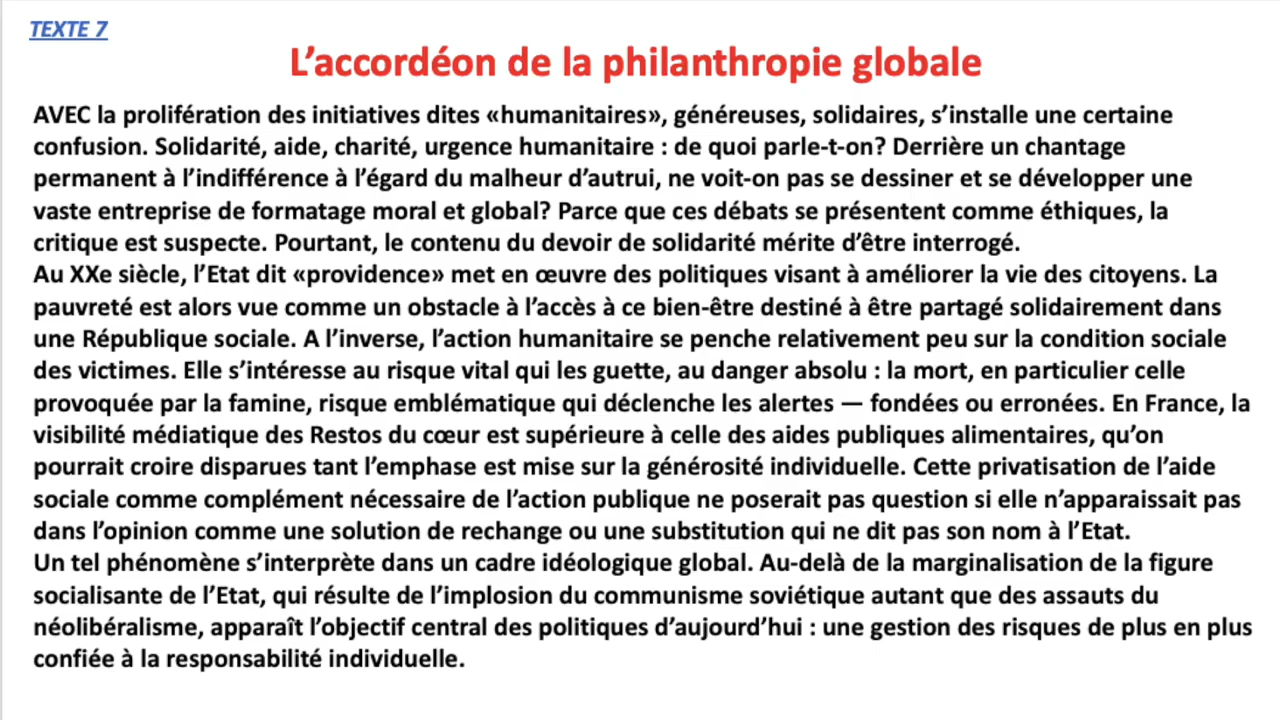 TEXTE 7
L’accordéon de la philanthropie globale
AVEC la prolifération des initiatives dites «humanitaires», généreuses, solidaires, s’installe une certaine
confusion. Solidarité, aide, charité, urgence humanitaire : de quoi parle-t-on? Derrière un chantage
permanent à l’indifférence à l’égard du malheur d’autrui, ne voit-on pas se dessiner et se développer une
vaste entreprise de formatage moral et global? Parce que ces débats se présentent comme éthiques, la
critique est suspecte. Pourtant, le contenu du devoir de solidarité mérite d’être interrogé.
Au XXe siècle, l’Etat dit «providence» met en œuvre des politiques visant à améliorer la vie des citoyens. La
pauvreté est alors vue comme un obstacle à l’accès à ce bien-être destiné à être partagé solidairement dans
une République sociale. A l’inverse, l’action humanitaire se penche relativement peu sur la condition sociale
des victimes. Elle s’intéresse au risque vital qui les guette, au danger absolu : la mort, en particulier celle
provoquée par la famine, risque emblématique qui déclenche les alertes — fondées ou erronées. En France, la
visibilité médiatique des Restos du cœur est supérieure à celle des aides publiques alimentaires, qu’on
pourrait croire disparues tant l’emphase est mise sur la générosité individuelle. Cette privatisation de l’aide
sociale comme complément nécessaire de l’action publique ne poserait pas question si elle n’apparaissait pas
dans l’opinion comme une solution de rechange ou une substitution qui ne dit pas son nom à l’Etat.
Un tel phénomène s’interprète dans un cadre idéologique global. Au-delà de la marginalisation de la figure
socialisante de l’Etat, qui résulte de l’implosion du communisme soviétique autant que des assauts du
néolibéralisme, apparaît l’objectif central des politiques d’aujourd’hui : une gestion des risques de plus en plus
confiée à la responsabilité individuelle.